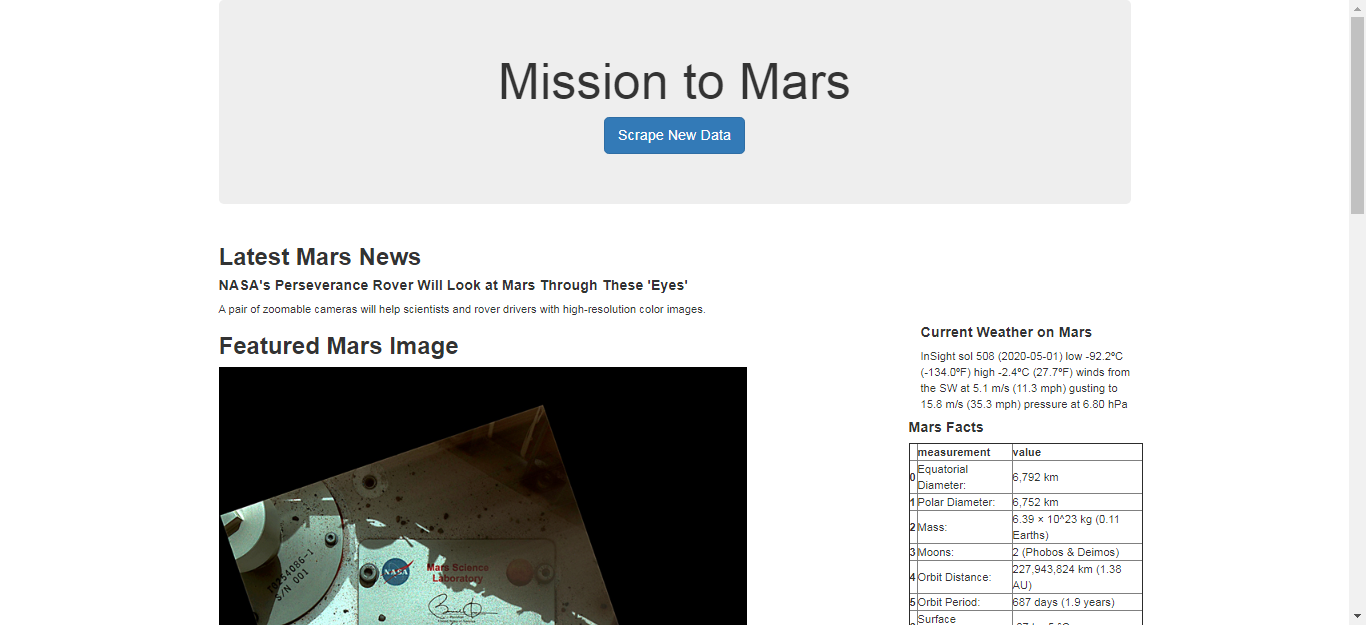 Mission to Mars
Scrape New Data
Latest Mars News
NASA's Perseverance Rover Will Look at Mars Through These 'Eyes'
A pair of zoomable cameras will help scientists and rover drivers with high-resolution color images.
Featured Mars Image
T0254086-1
S/N 001
NASA
Mars Science
Laboratory
Current Weather on Mars
InSight sol 508 (2020-05-01) low -92.2ºC
(-134.0ºF) high -2.4ºC (27.7ºF) winds from
the SW at 5.1 m/s (11.3 mph) gusting to
15.8 m/s (35.3 mph) pressure at 6.80 hPa
Mars Facts
measurement value
0 Equatorial
Diameter: 6,792 km
1 Polar Diameter: 6,752 km
2 Mass: 6.39 × 10^23 kg (0.11
Earths)
3 Moons: 2 (Phobos & Deimos)
4 Orbit Distance: 227,943,824 km (1.38
AU)
5 Orbit Period: 687 days (1.9 years)
Surface